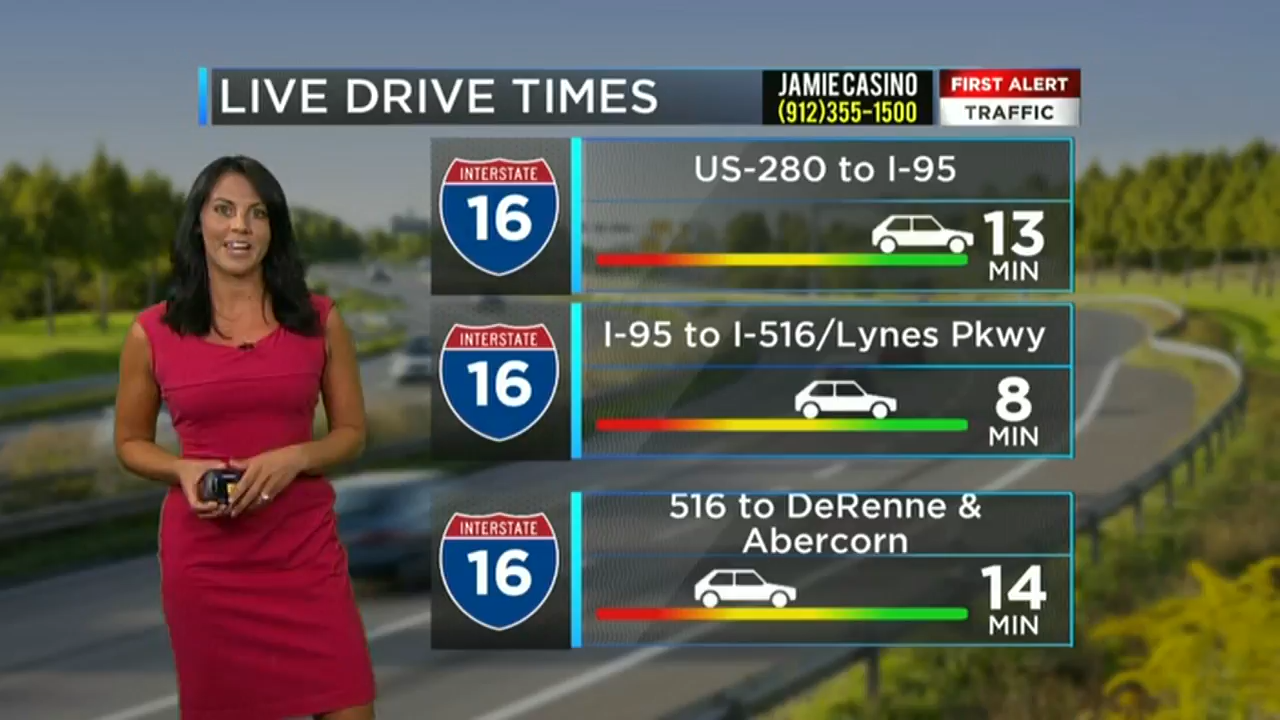 LIVE DRIVE TIMES
JAMIE CASINO
(912)355-1500
FIRST ALERT
TRAFFIC
INTERSTATE
16
US-280 to I-95
13
MIN
INTERSTATE
16
I-95 to I-516/Lynes Pkwy
8
MIN
INTERSTATE
16
516 to DeRenne &
Abercorn
14
MIN